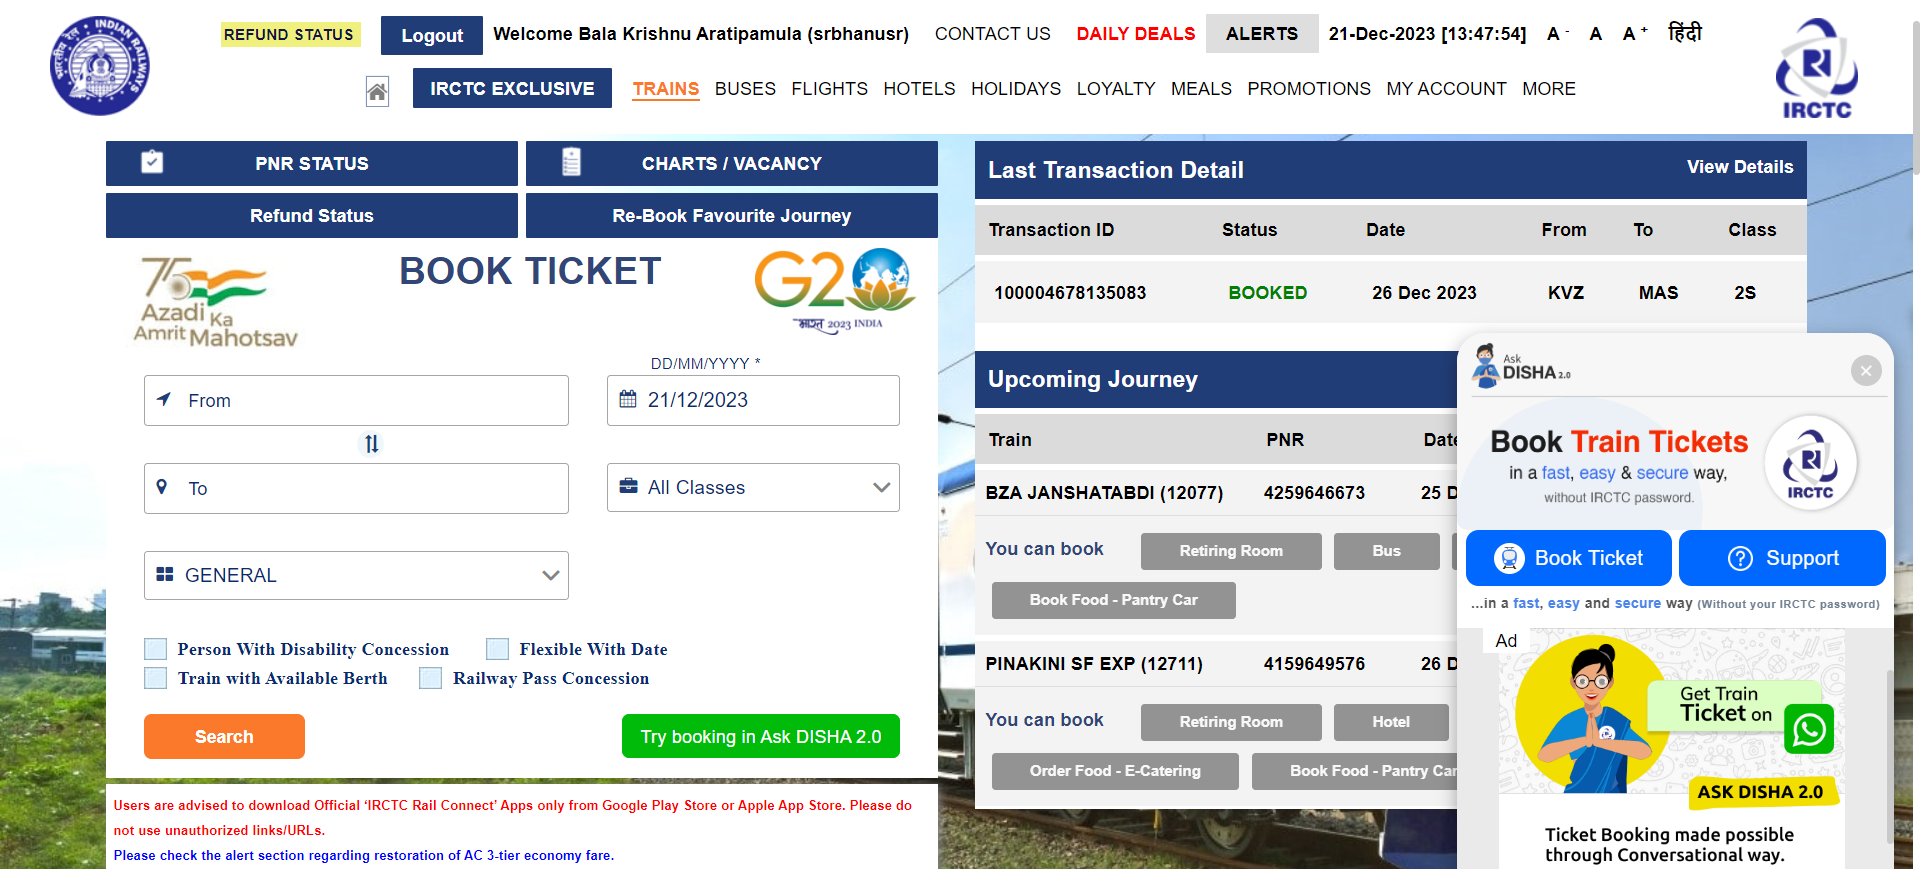 REFUND STATUS
Logout
Welcome Bala Krishnu Aratipamula (srbhanusr)
CONTACT US
DAILY DEALS
ALERTS
21-Dec-2023 [13:47:54]
A -
A
A +
हिंदी
IRCTC EXCLUSIVE
TRAINS
BUSES
FLIGHTS
HOTELS
HOLIDAYS
LOYALTY
MEALS
PROMOTIONS
MY ACCOUNT
MORE
INDIAN RAILWAYS
भारतीय रेल
IRCTC
PNR STATUS
CHARTS / VACANCY
Refund Status
Re-Book Favourite Journey
75
Azadi Ka
Amrit Mahotsav
BOOK TICKET
G20
भारत 2023 INDIA
DD/MM/YYYY *
From
21/12/2023
To
All Classes
GENERAL
Person With Disability Concession
Flexible With Date
Train with Available Berth
Railway Pass Concession
Search
Try booking in Ask DISHA 2.0
Users are advised to download Official ‘IRCTC Rail Connect’ Apps only from Google Play Store or Apple App Store. Please do
not use unauthorized links/URLs.
Please check the alert section regarding restoration of AC 3-tier economy fare.
Last Transaction Detail
View Details
Transaction ID Status Date From To Class
100004678135083 BOOKED 26 Dec 2023 KVZ MAS 2S
Upcoming Journey
Train PNR Date
BZA JANSHATABDI (12077) 4259646673 25 D
You can book
Retiring Room
Bus
Book Food - Pantry Car
PINAKINI SF EXP (12711) 4159649576 26 D
You can book
Retiring Room
Hotel
Order Food - E-Catering
Book Food - Pantry Car
Ask
DISHA 2.0
Book Train Tickets
in a fast, easy & secure way,
without IRCTC password.
IRCTC
Book Ticket
Support
...in a fast, easy and secure way (Without your IRCTC password)
Ad
Get Train
Ticket on
ASK DISHA 2.0
Ticket Booking made possible
through Conversational way.